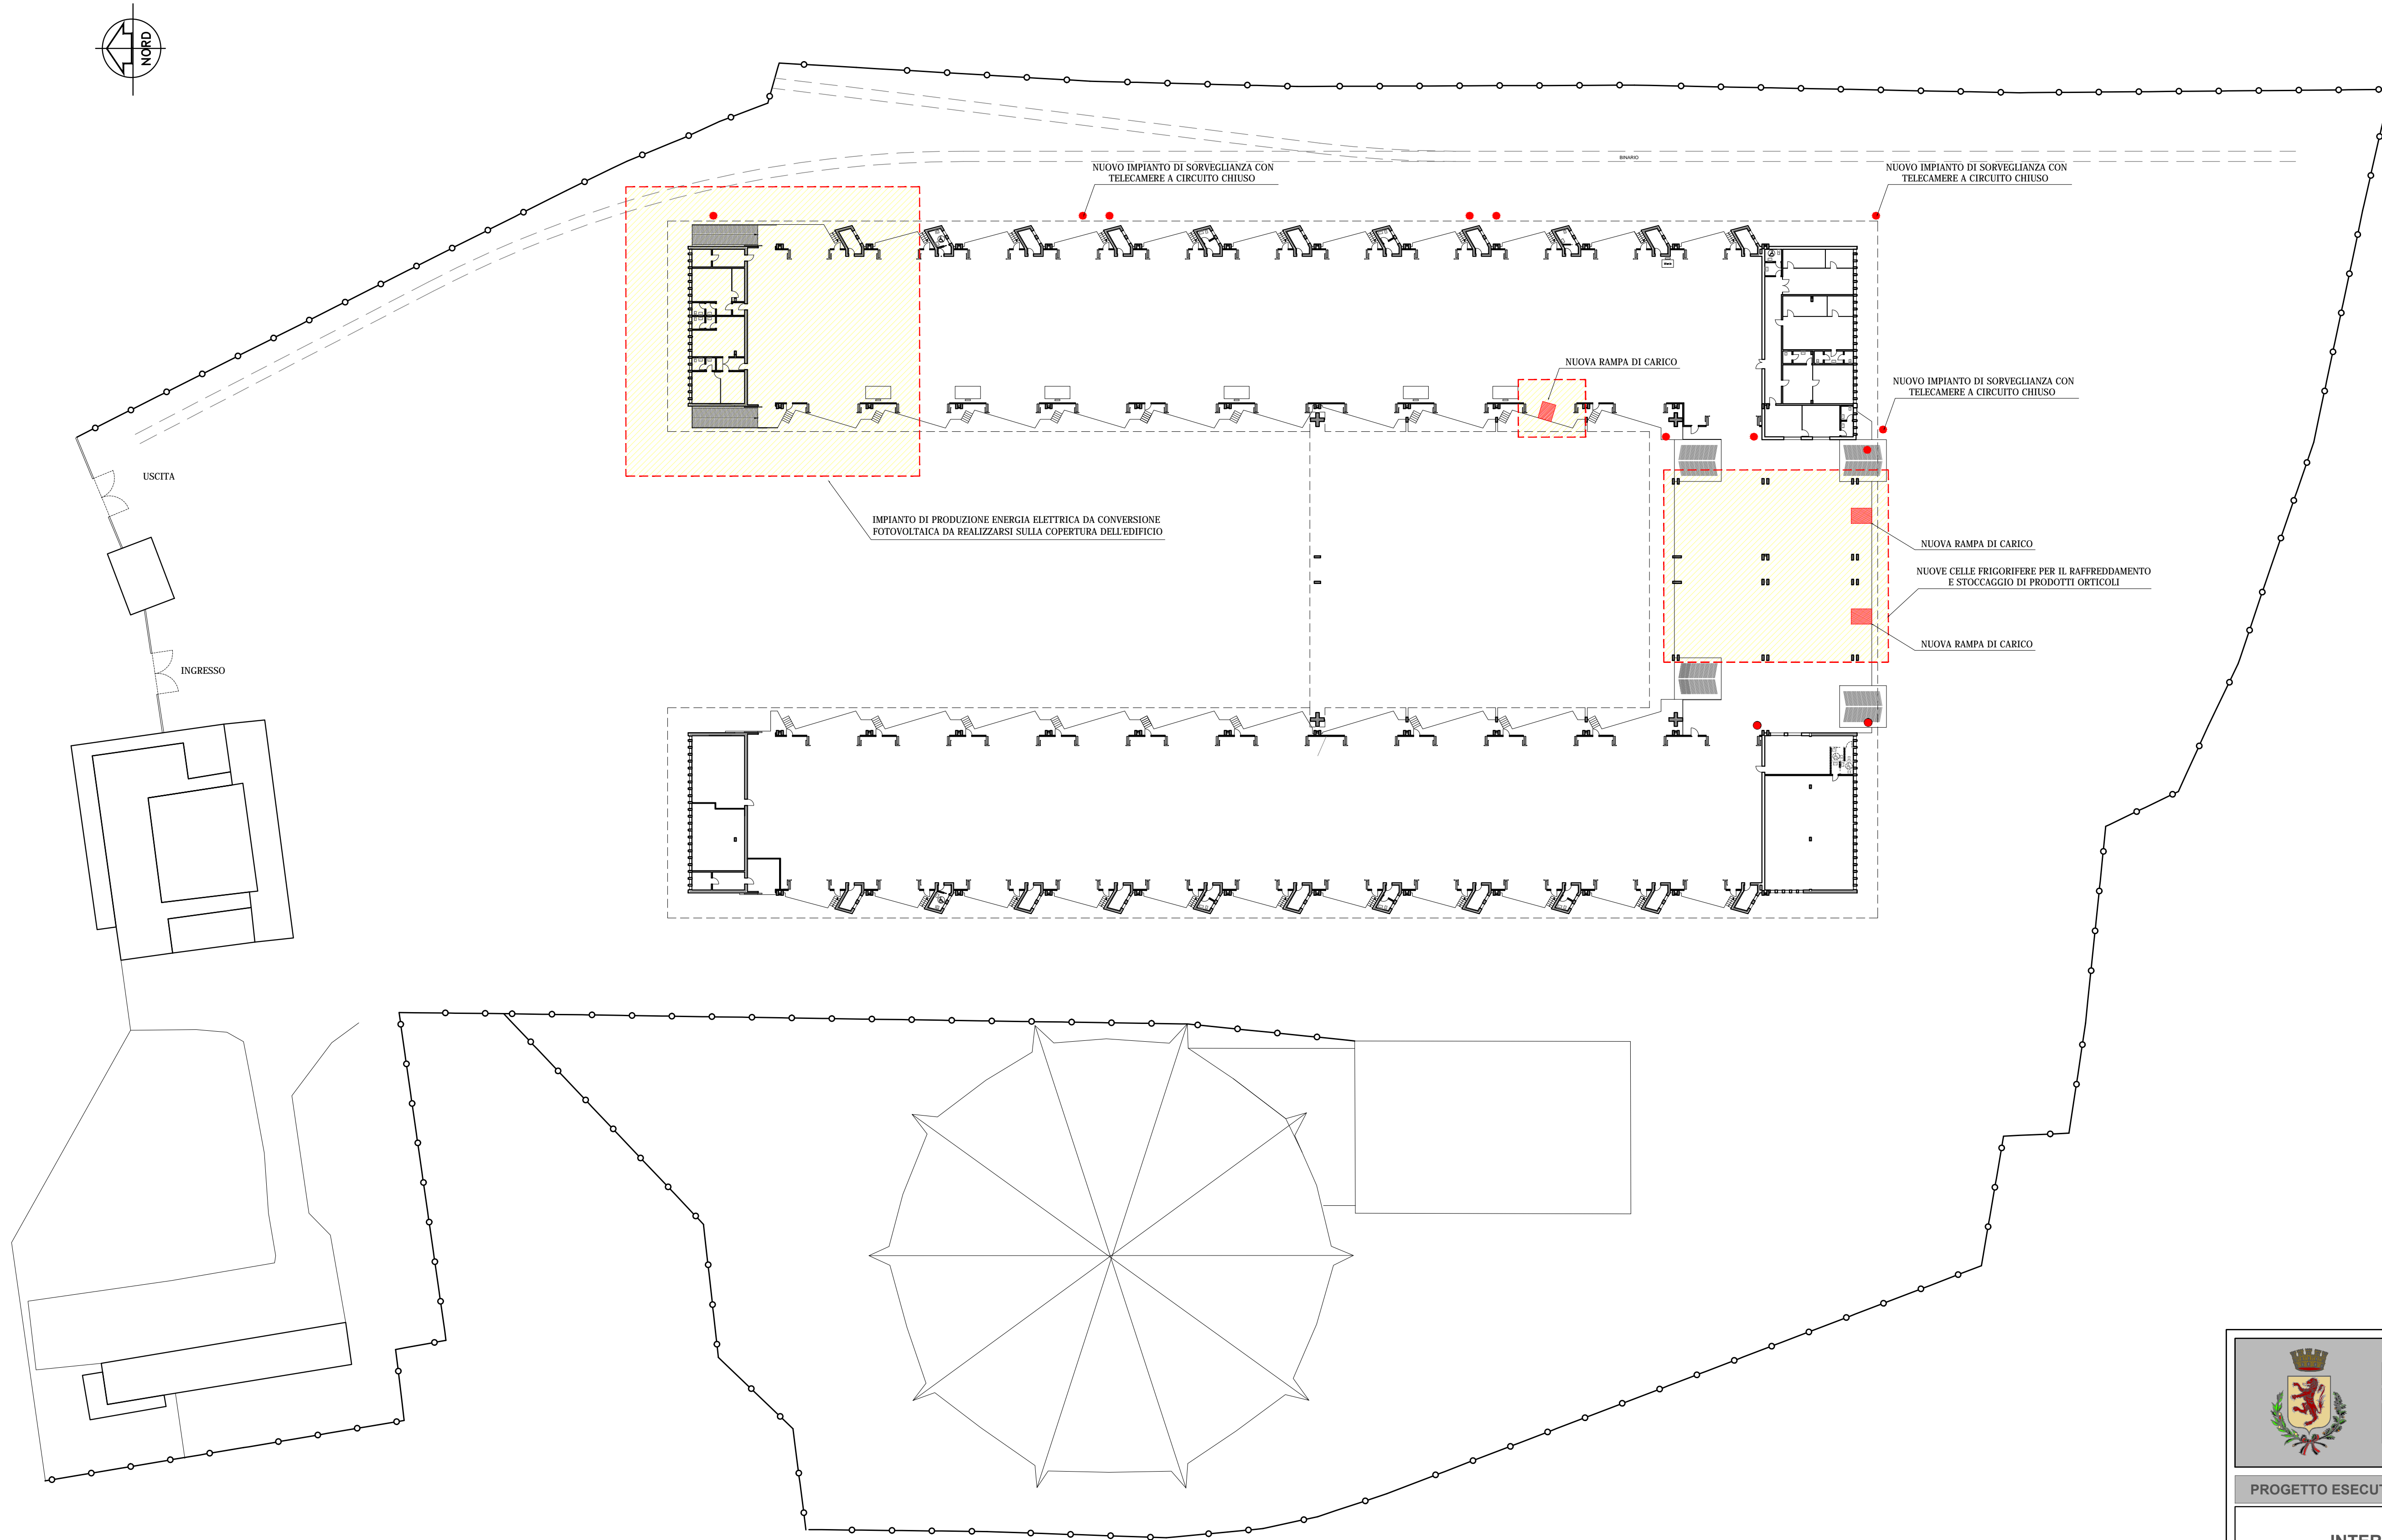 NORD
BINARIO
NUOVO IMPIANTO DI SORVEGLIANZA CON
TELECAMERE A CIRCUITO CHIUSO
NUOVO IMPIANTO DI SORVEGLIANZA CON
TELECAMERE A CIRCUITO CHIUSO
NUOVA RAMPA DI CARICO
NUOVO IMPIANTO DI SORVEGLIANZA CON
TELECAMERE A CIRCUITO CHIUSO
USCITA
IMPIANTO DI PRODUZIONE ENERGIA ELETTRICA DA CONVERSIONE
FOTOVOLTAICA DA REALIZZARSI SULLA COPERTURA DELL'EDIFICIO
NUOVA RAMPA DI CARICO
NUOVE CELLE FRIGORIFERE PER IL RAFFREDDAMENTO
E STOCCAGGIO DI PRODOTTI ORTICOLI
NUOVA RAMPA DI CARICO
INGRESSO
PROGETTO ESECUT
INTER